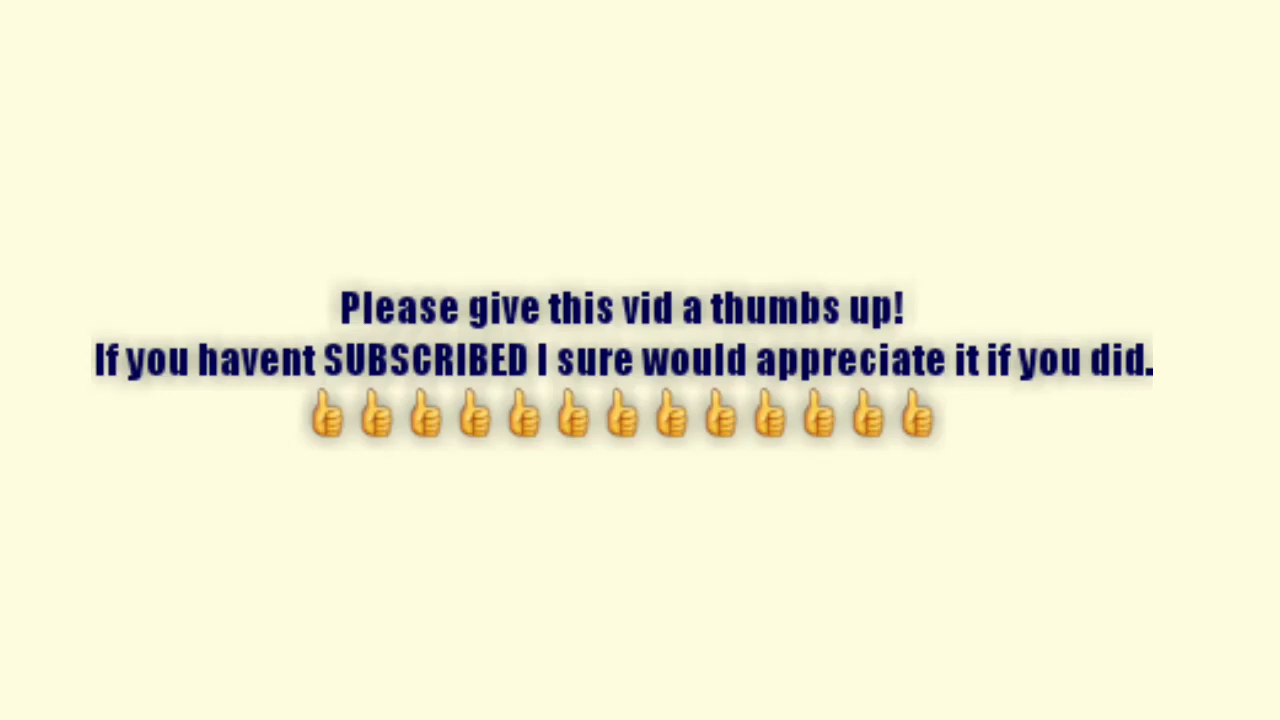 Please give this vid a thumbs up!
If you havent SUBSCRIBED I sure would appreciate it if you did.
👍👍👍👍👍👍👍👍👍👍👍👍👍